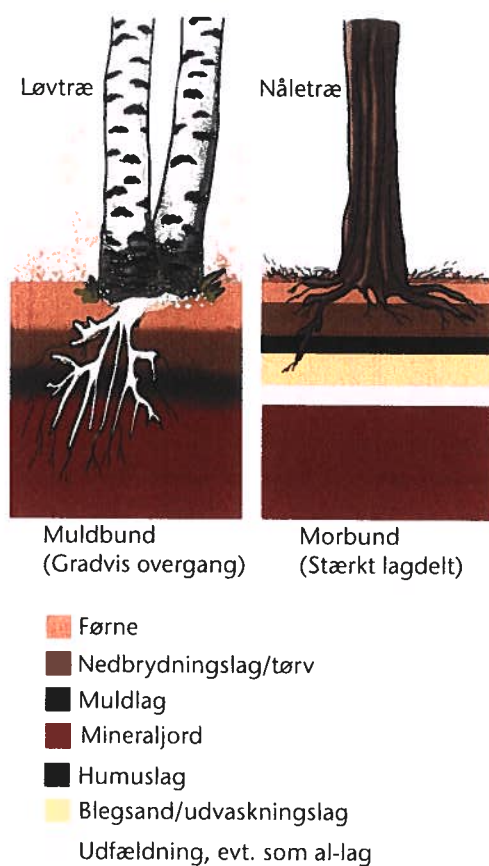 Løvtræ
Nåletræ
Muldbund
(Gradvis overgang)
Morbund
(Stærkt lagdelt)
Førne
Nedbrydningslag/tørv
Muldlag
Mineraljord
Humuslag
Blegsand/udvaskningslag
Udfældning, evt. som al-lag